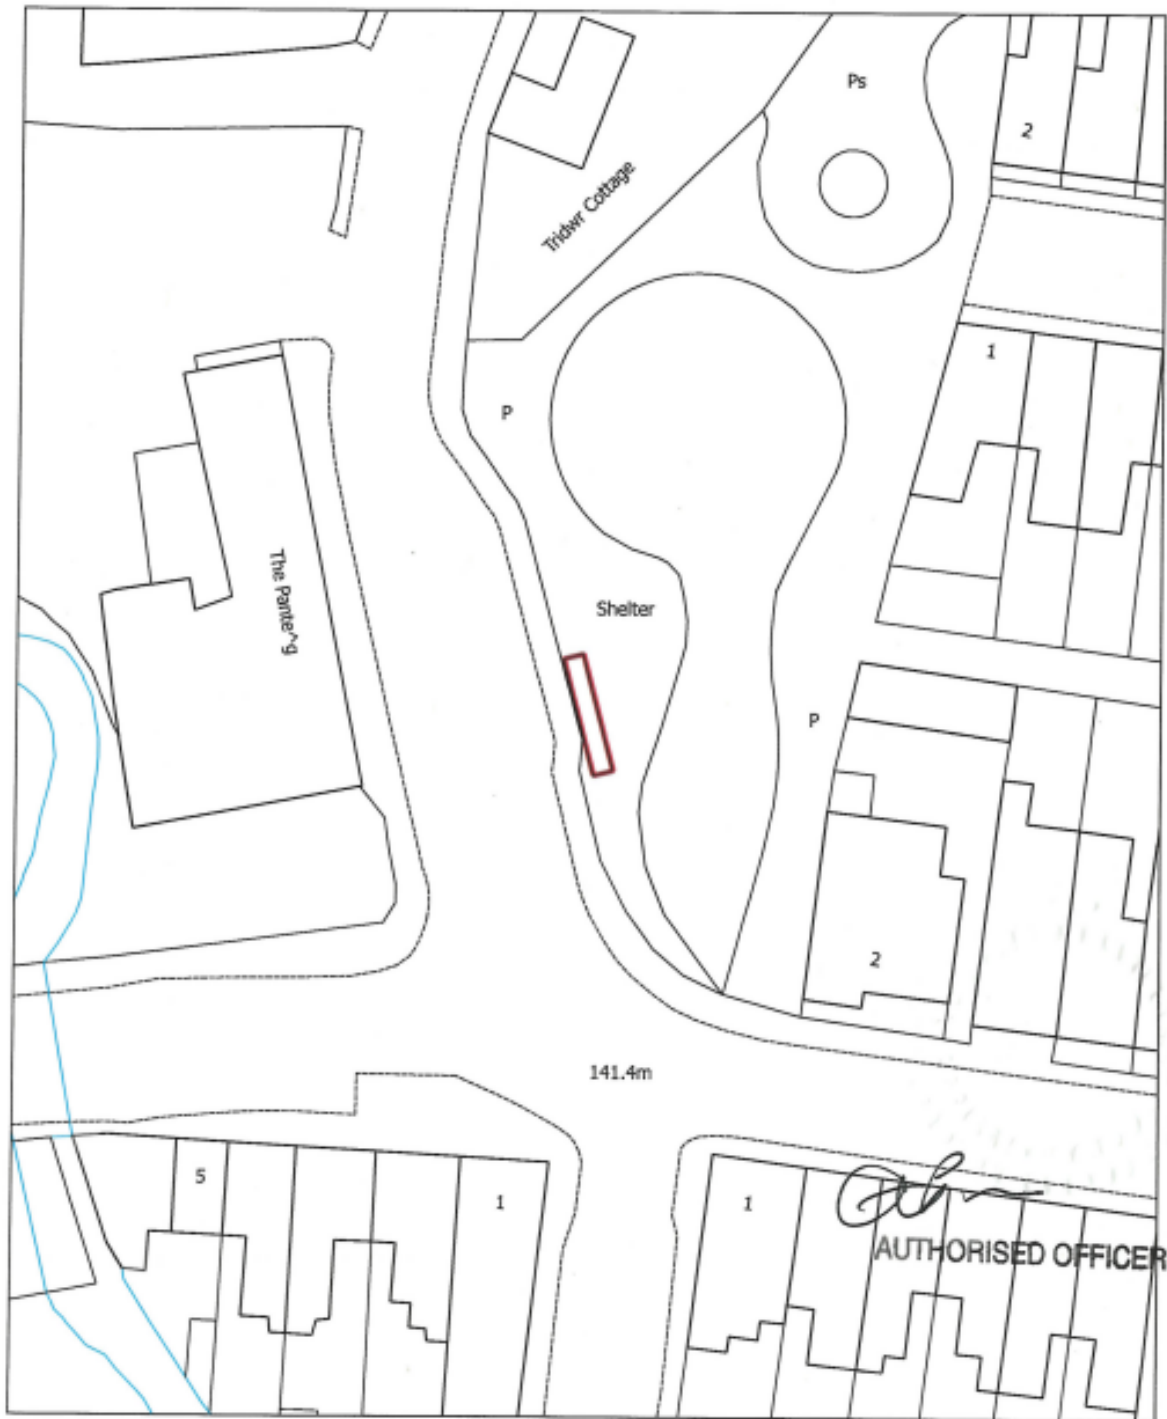 Ps
2
Tridwr Cottage
1
P
The Pante^g
Shelter
P
2
141.4m
5
1
1
AUTHORISED OFFICER